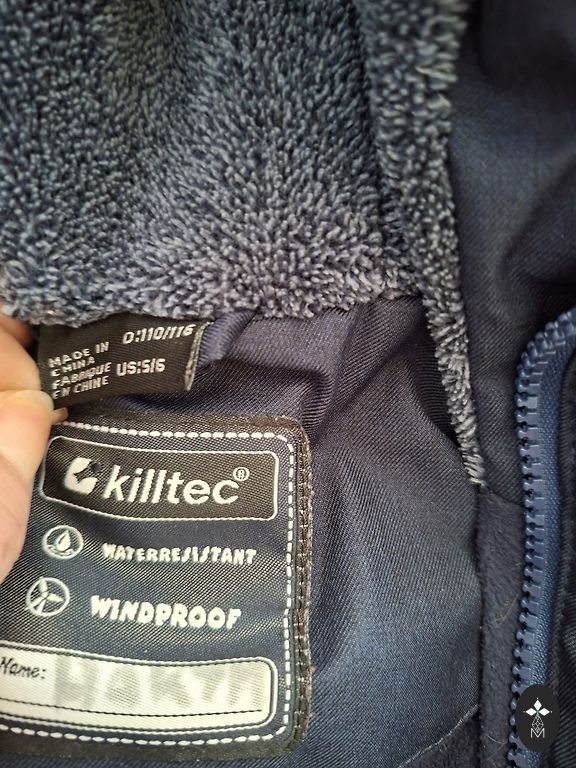 MADE IN
CHINA
FABRIQUE
EN CHINE
D:110/116
US:5/6
killtec®
WATERRESISTANT
WINDPROOF
Name: